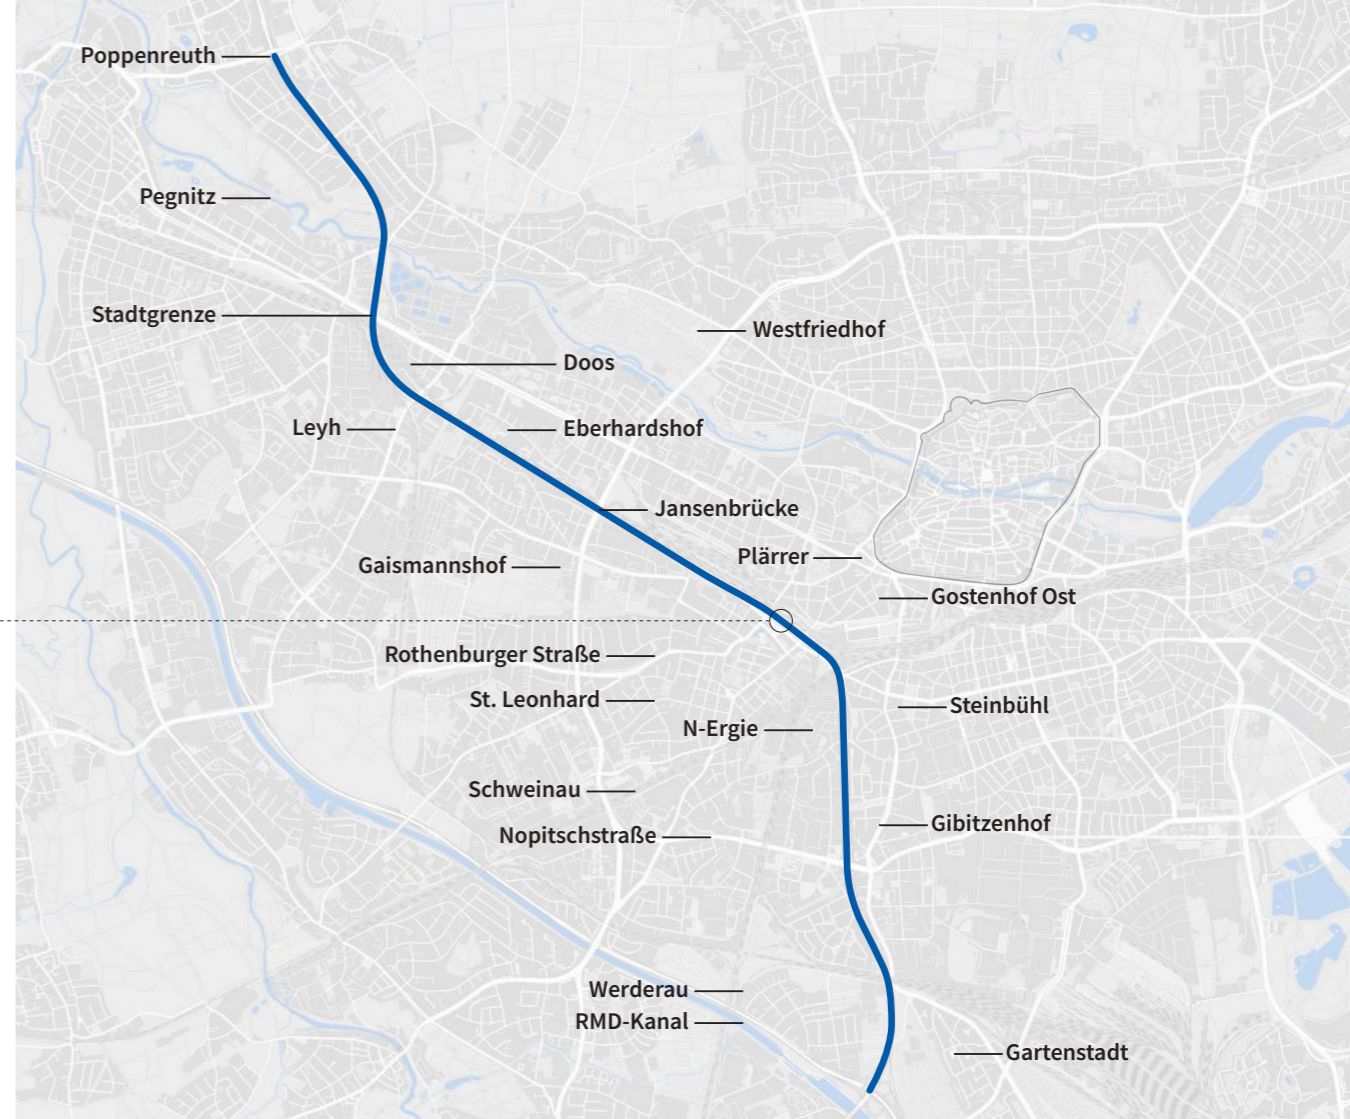 Poppenreuth
Pegnitz
Stadtgrenze
Westfriedhof
Doos
Leyh
Eberhardshof
Jansenbrücke
Plärrer
Gaismannshof
Gostenhof Ost
Rothenburger Straße
St. Leonhard
Steinbühl
N-Ergie
Schweinau
Gibitzenhof
Nopitschstraße
Werderau
RMD-Kanal
Gartenstadt